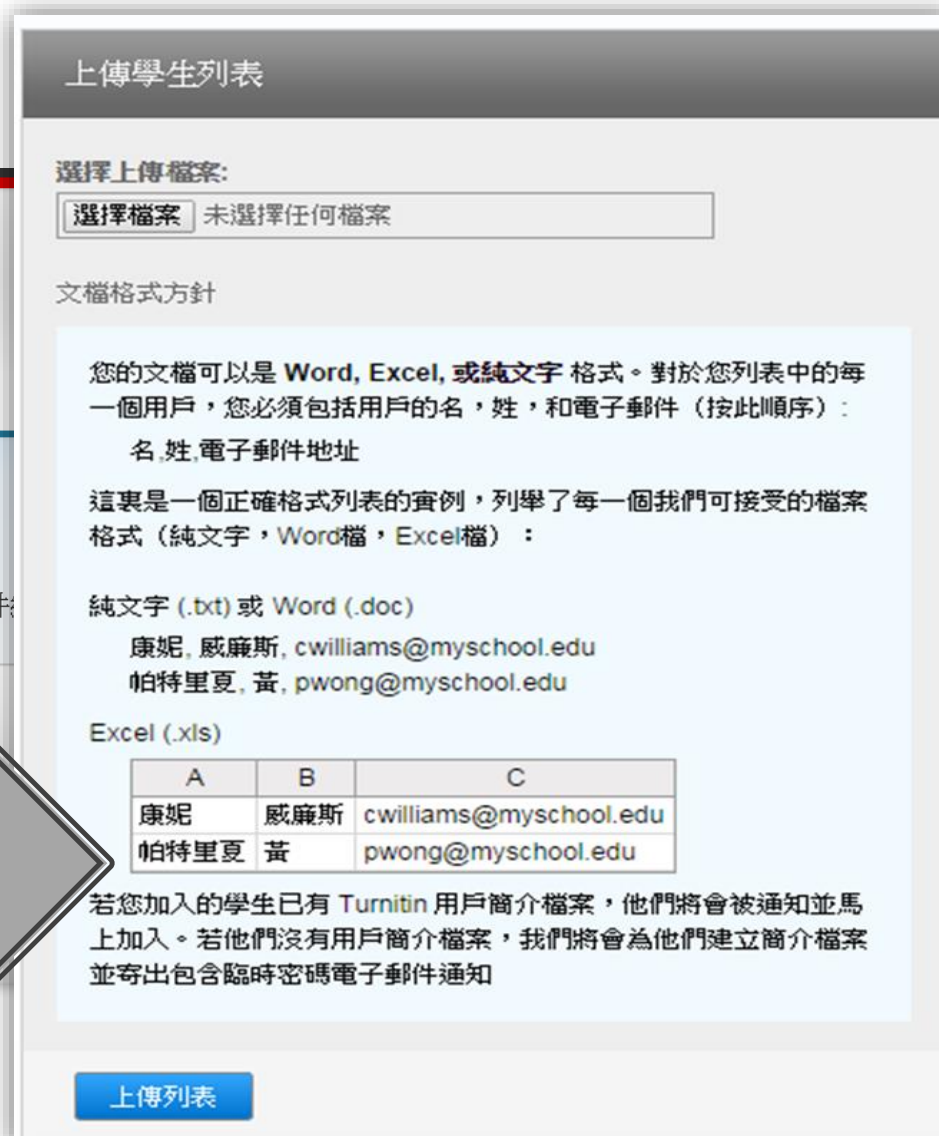 上傳學生列表
選擇上傳檔案:
選擇檔案 未選擇任何檔案
文檔格式方針
您的文檔可以是 Word, Excel, 或純文字 格式。對於您列表中的每
一個用戶，您必須包括用戶的名，姓，和電子郵件（按此順序）:
名,姓,電子郵件地址
這裏是一個正確格式列表的實例，列舉了每一個我們可接受的檔案
格式（純文字，Word檔，Excel檔）：
純文字 (.txt) 或 Word (.doc)
康妮, 威廉斯, cwilliams@myschool.edu
帕特里夏, 黃, pwong@myschool.edu
Excel (.xls)
A B C
康妮 威廉斯 cwilliams@myschool.edu
帕特里夏 黃 pwong@myschool.edu
若您加入的學生已有 Turnitin 用戶簡介檔案，他們將會被通知並馬
上加入。若他們沒有用戶簡介檔案，我們將會為他們建立簡介檔案
並寄出包含臨時密碼電子郵件通知
上傳列表